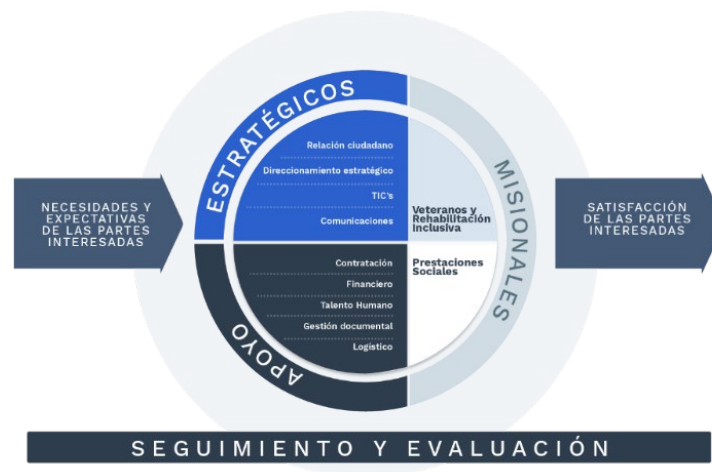 ESTRATÉGICOS
Relación ciudadano
Direccionamiento estratégico
TIC's
Comunicaciones
MISIONALES
Veteranos y
Rehabilitación
Inclusiva
Prestaciones
Sociales
NECESIDADES Y
EXPECTATIVAS
DE LAS PARTES
INTERESADAS
SATISFACCIÓN
DE LAS PARTES
INTERESADAS
Contratación
Financiero
Talento Humano
Gestión documental
Logístico
APOYO
SEGUIMIENTO Y EVALUACIÓN